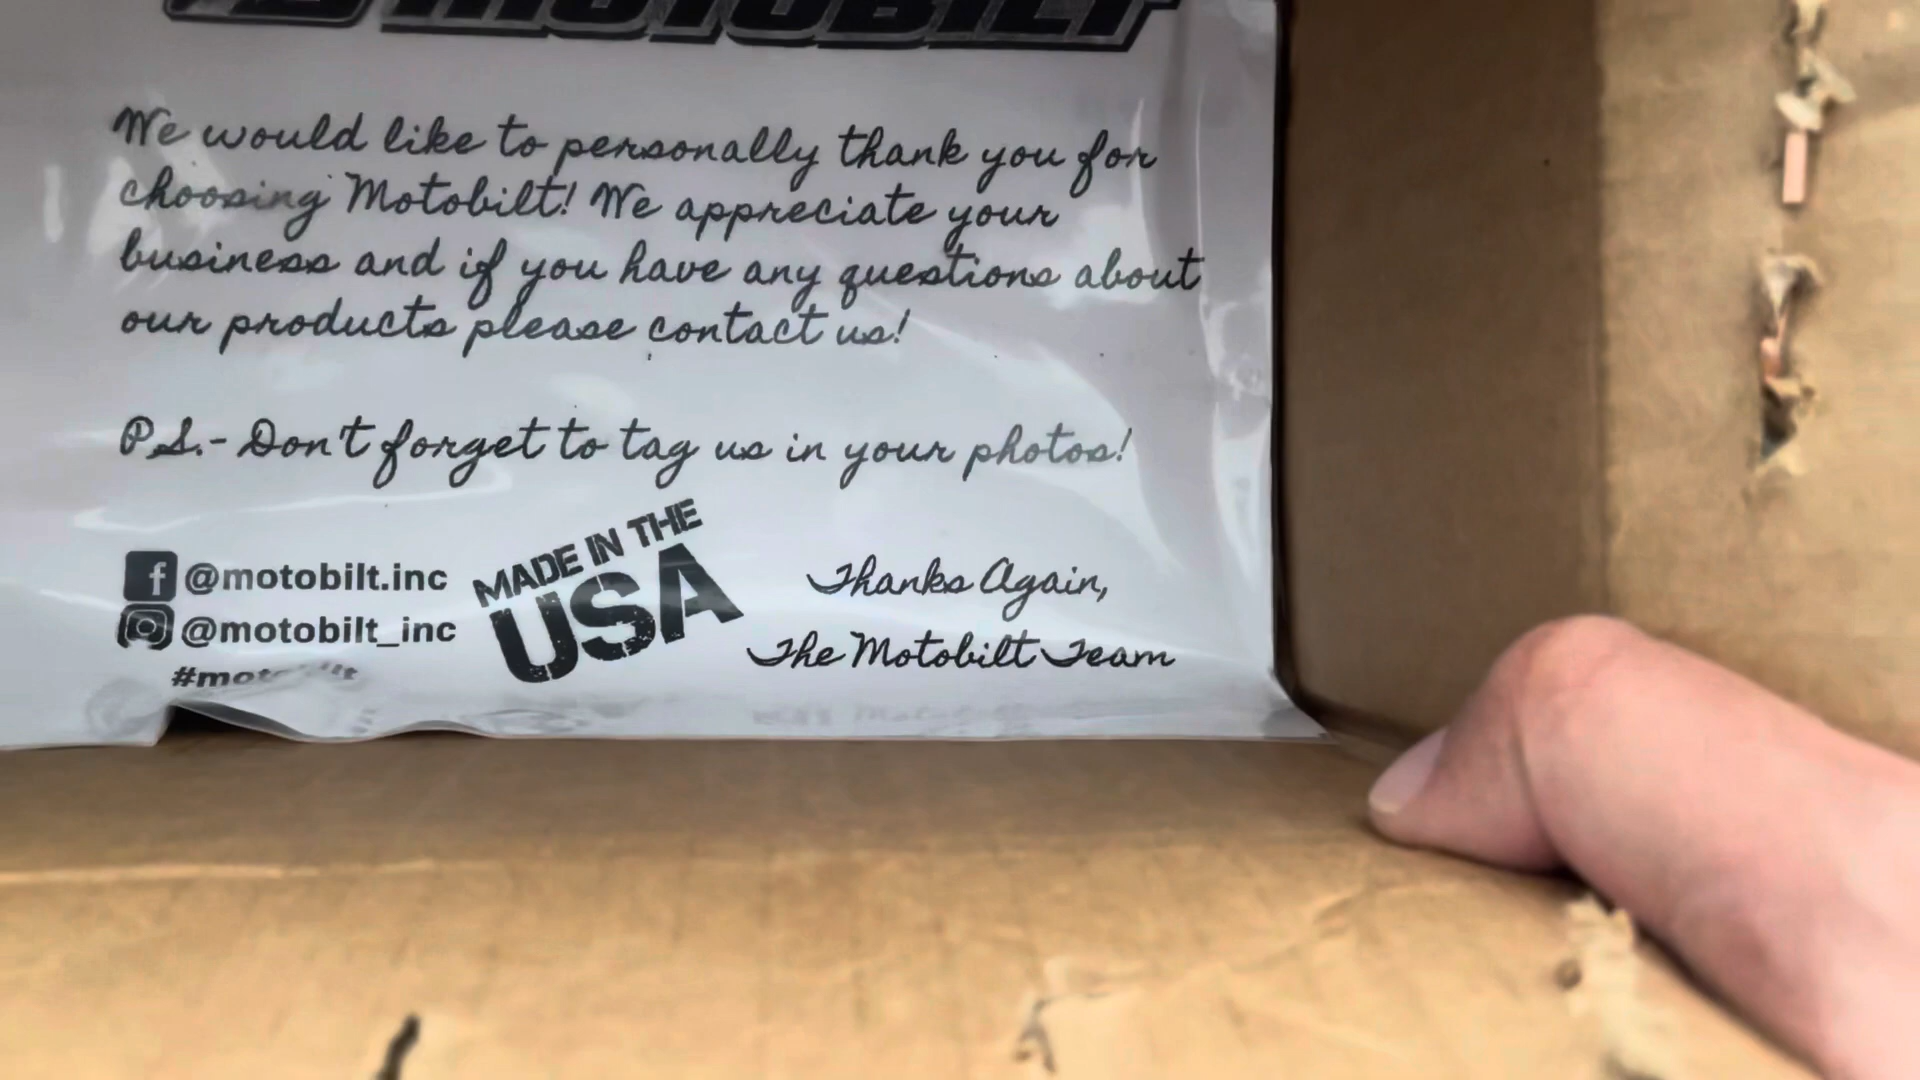 MOTOBILT
We would like to personally thank you for
choosing Motobilt! We appreciate your
business and if you have any questions about
our products please contact us!
P.S.- Don't forget to tag us in your photos!
@motobilt.inc
@motobilt_inc
MADE IN THE
USA
Thanks Again,
The Motobilt Team